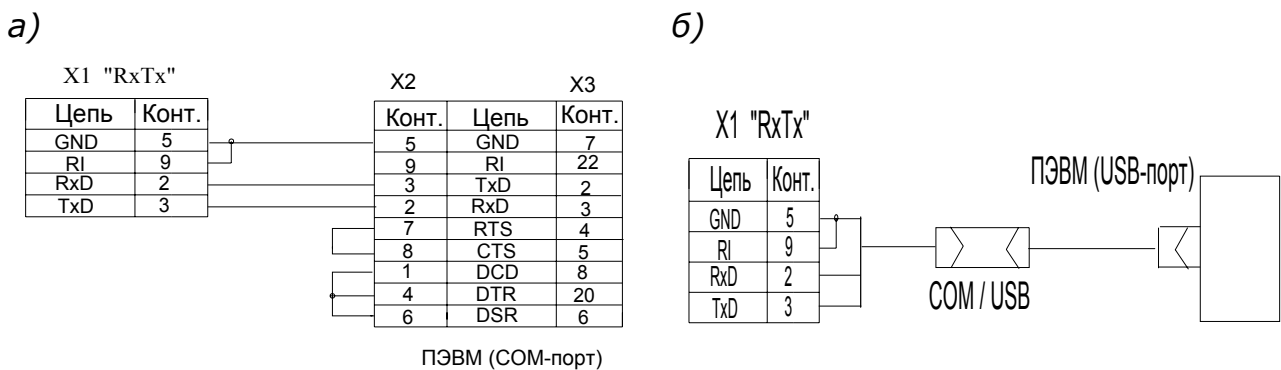 а)
X1 "RxTx"
Цепь Конт.
GND 5
RI 9
RxD 2
TxD 3
X2 X3
Конт. Цепь Конт.
5 GND 7
9 RI 22
3 TxD 2
2 RxD 3
7 RTS 4
8 CTS 5
1 DCD 8
4 DTR 20
6 DSR 6
ПЭВМ (COM-порт)
б)
X1 "RxTx"
Цепь Конт.
GND 5
RI 9
RxD 2
TxD 3
COM / USB
ПЭВМ (USB-порт)